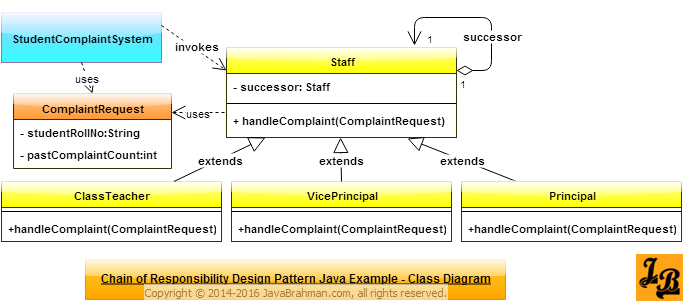 StudentComplaintSystem
invokes
1
successor
Staff
- successor: Staff
1
+ handleComplaint(ComplaintRequest)
uses
ComplaintRequest
- studentRollNo:String
- pastComplaintCount:int
uses
extends
extends
extends
ClassTeacher
+handleComplaint(ComplaintRequest)
VicePrincipal
+handleComplaint(ComplaintRequest)
Principal
+handleComplaint(ComplaintRequest)
Chain of Responsibility Design Pattern Java Example - Class Diagram
Copyright © 2014-2016 JavaBrahman.com, all rights reserved.
JB